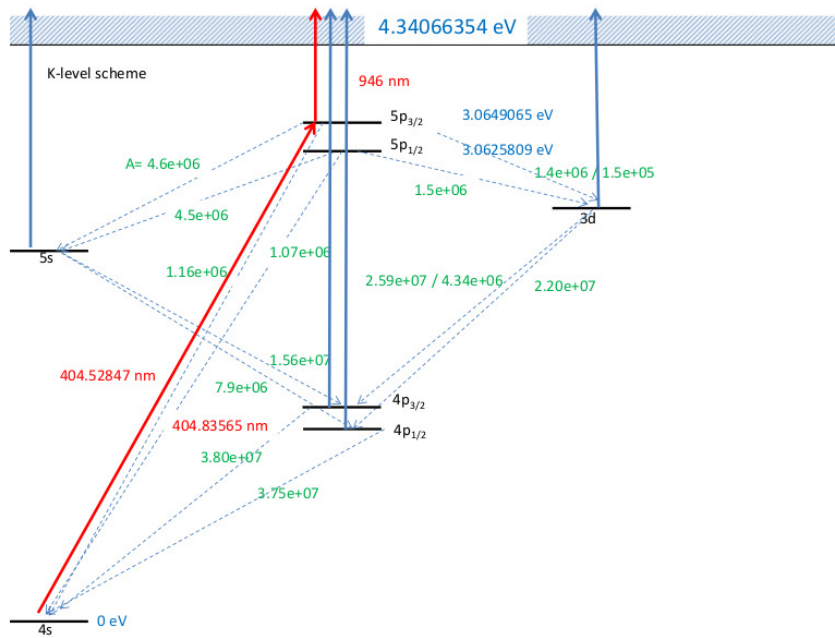 4.34066354 eV
K-level scheme
946 nm
5p3/2
3.0649065 eV
5p1/2
3.0625809 eV
A= 4.6e+06
1.4e+06 / 1.5e+05
1.5e+06
4.5e+06
3d
5s
1.07e+06
1.16e+06
2.59e+07 / 4.34e+06
2.20e+07
1.56e+07
404.52847 nm
7.9e+06
4p3/2
404.83565 nm
4p1/2
3.80e+07
3.75e+07
0 eV
4s